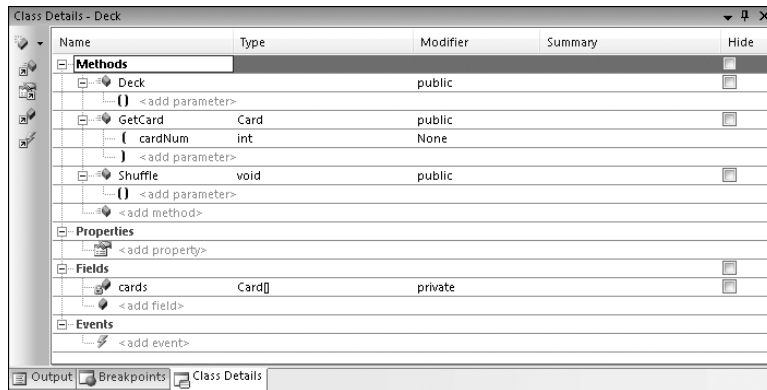 Class Details - Deck
Name Type Modifier Summary Hide
Methods
Deck public
() <add parameter>
GetCard Card public
( cardNum int None
) <add parameter>
Shuffle void public
() <add parameter>
<add method>
Properties
<add property>
Fields
cards Card[] private
<add field>
Events
<add event>
Output Breakpoints Class Details